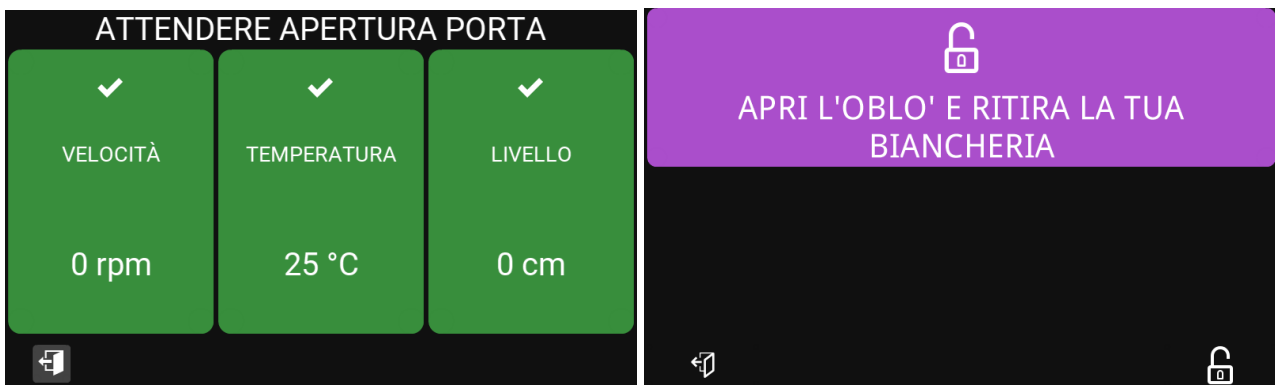 ATTENDERE APERTURA PORTA
VELOCITÀ
TEMPERATURA
LIVELLO
0 rpm
25 °C
0 cm
APRI L'OBLO' E RITIRA LA TUA
BIANCHERIA